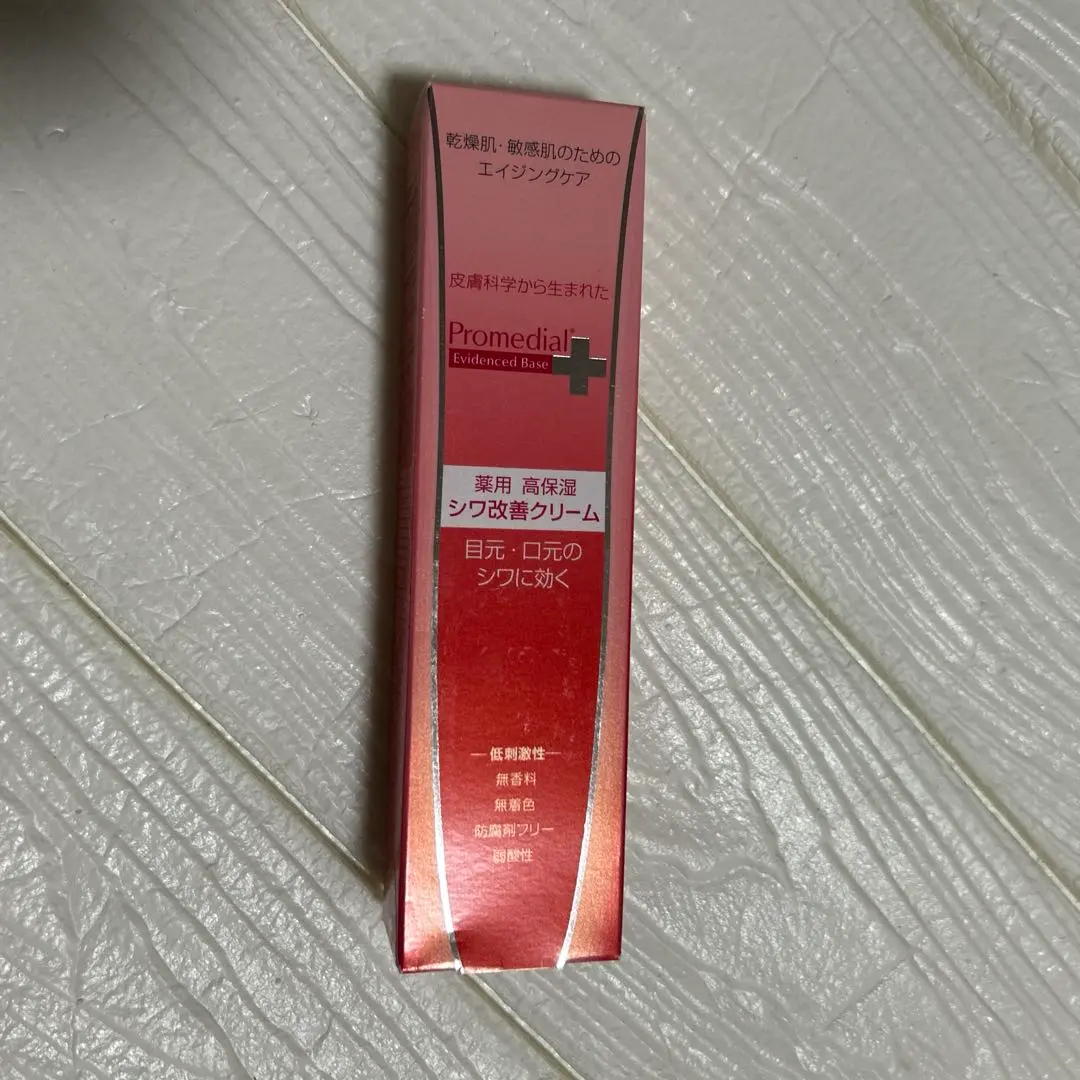 乾燥肌・敏感肌のための
エイジングケア
皮膚科学から生まれた
Promedial®
Evidenced Base
薬用 高保湿
シワ改善クリーム
目元・口元の
シワに効く
低刺激性
無香料
無着色
防腐剤フリー
弱酸性